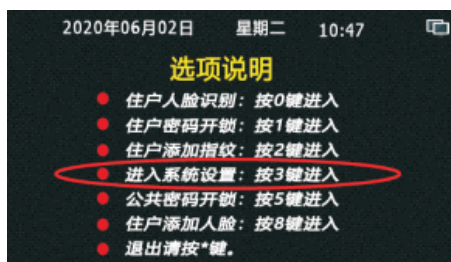 2020年06月02日 星期二 10:47
选项说明
住户人脸识别：按0键进入
住户密码开锁：按1键进入
住户添加指纹：按2键进入
进入系统设置：按3键进入
公共密码开锁：按5键进入
住户添加人脸：按8键进入
退出请按*键。